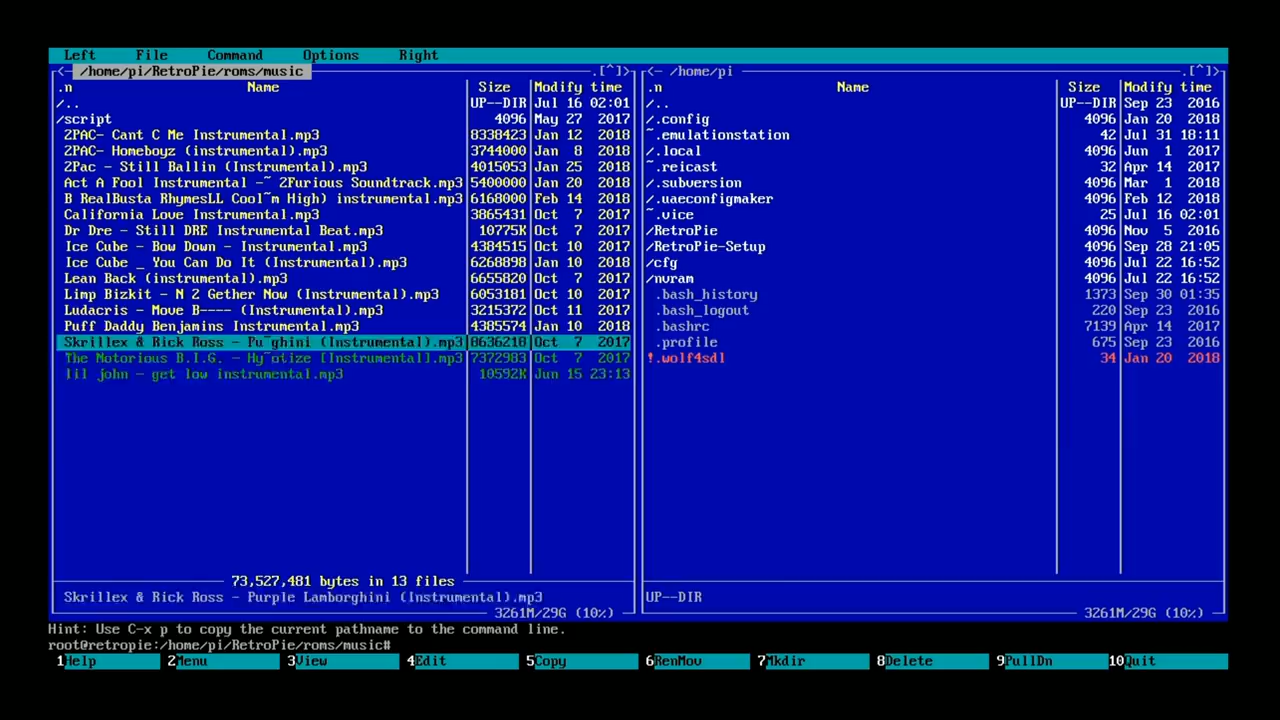 Left File Command Options Right
<- /home/pi/RetroPie/roms/music .[^]>
.n Name Size Modify time
/.. UP--DIR Jul 16 02:01
/script 4096 May 27 2017
2PAC- Cant C Me Instrumental.mp3 8338423 Jan 12 2018
2PAC- Homeboyz (instrumental).mp3 3744000 Jan 8 2018
2Pac - Still Ballin (Instrumental).mp3 4015053 Jan 25 2018
Act A Fool Instrumental -~ 2Furious Soundtrack.mp3 5400000 Jan 20 2018
B RealBusta RhymesLL Cool~m High) instrumental.mp3 6168000 Feb 14 2018
California Love Instrumental.mp3 3865431 Oct 7 2017
Dr Dre - Still DRE Instrumental Beat.mp3 10775K Oct 7 2017
Ice Cube - Bow Down - Instrumental.mp3 4384515 Oct 10 2017
Ice Cube _ You Can Do It (Instrumental).mp3 6268898 Jan 10 2018
Lean Back (instrumental).mp3 6655820 Oct 7 2017
Limp Bizkit - N 2 Gether Now (Instrumental).mp3 6053181 Oct 10 2017
Ludacris - Move B---- (Instrumental).mp3 3215372 Oct 11 2017
Puff Daddy Benjamins Instrumental.mp3 4385574 Jan 10 2018
Skrillex & Rick Ross - Pu~ghini (Instrumental).mp3 8636218 Oct 7 2017
The Notorious B.I.G. - Hy~otize [Instrumental].mp3 7372983 Oct 7 2017
lil john - get low instrumental.mp3 10592K Jun 15 23:13
73,527,481 bytes in 13 files
Skrillex & Rick Ross - Purple Lamborghini (Instrumental).mp3
3261M/29G (10%)
<- /home/pi .[^]>
.n Name Size Modify time
/.. UP--DIR Sep 23 2016
/.config 4096 Jan 20 2018
~.emulationstation 42 Jul 31 18:11
/.local 4096 Jun 1 2017
~.reicast 32 Apr 14 2017
/.subversion 4096 Mar 1 2018
/.uaeconfigmaker 4096 Feb 12 2018
~.vice 25 Jul 16 02:01
/RetroPie 4096 Nov 5 2016
/RetroPie-Setup 4096 Sep 28 21:05
/cfg 4096 Jul 22 16:52
/nvram 4096 Jul 22 16:52
.bash_history 1373 Sep 30 01:35
.bash_logout 220 Sep 23 2016
.bashrc 7139 Apr 14 2017
.profile 675 Sep 23 2016
!.wolf4sdl 34 Jan 20 2018
UP--DIR
3261M/29G (10%)
Hint: Use C-x p to copy the current pathname to the command line.
root@retropie:/home/pi/RetroPie/roms/music#
1Help 2Menu 3View 4Edit 5Copy 6RenMov 7Mkdir 8Delete 9PullDn 10Quit